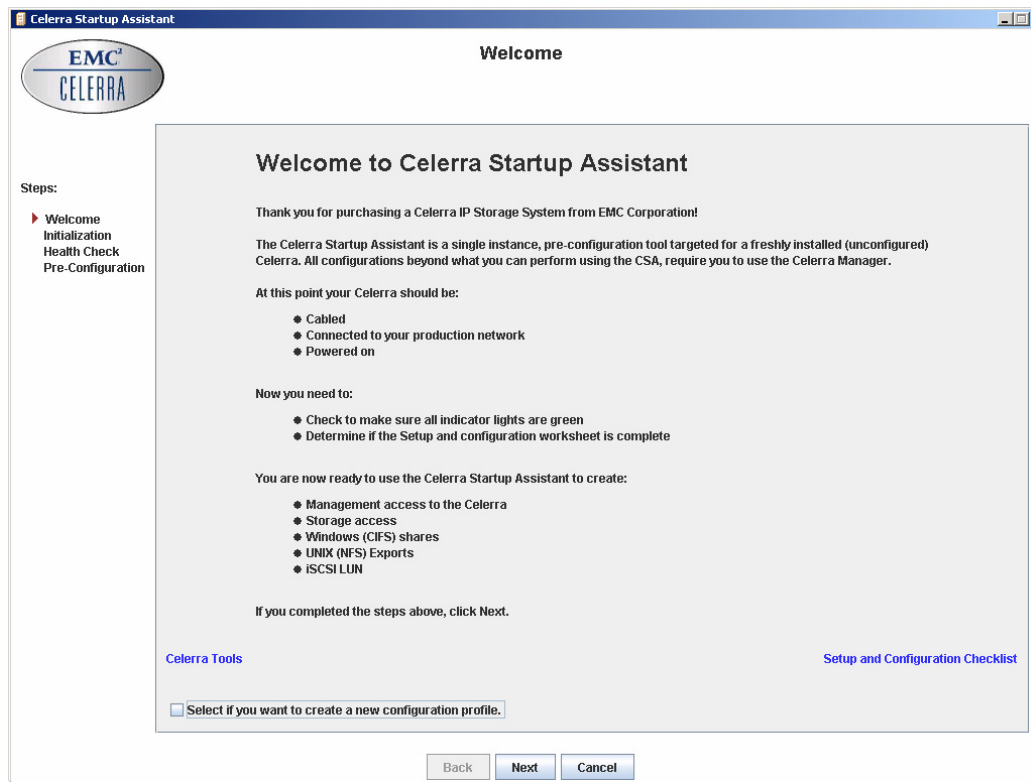 Celerra Startup Assistant
EMC²
CELERRA
Welcome
Steps:
Welcome
Initialization
Health Check
Pre-Configuration
Welcome to Celerra Startup Assistant
Thank you for purchasing a Celerra IP Storage System from EMC Corporation!
The Celerra Startup Assistant is a single instance, pre-configuration tool targeted for a freshly installed (unconfigured)
Celerra. All configurations beyond what you can perform using the CSA, require you to use the Celerra Manager.
At this point your Celerra should be:
Cabled
Connected to your production network
Powered on
Now you need to:
Check to make sure all indicator lights are green
Determine if the Setup and configuration worksheet is complete
You are now ready to use the Celerra Startup Assistant to create:
Management access to the Celerra
Storage access
Windows (CIFS) shares
UNIX (NFS) Exports
iSCSI LUN
If you completed the steps above, click Next.
Celerra Tools
Setup and Configuration Checklist
Select if you want to create a new configuration profile.
Back
Next
Cancel